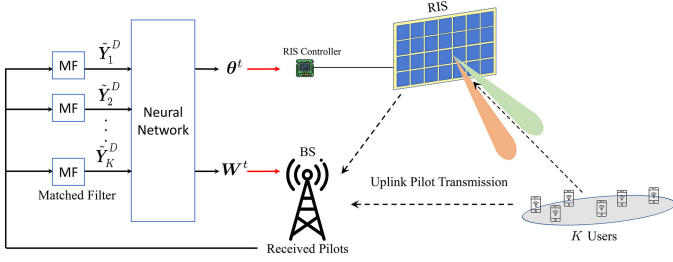 RIS
MF
Ỹ₁ᴰ
MF
Ỹ₂ᴰ
MF
Ỹ_Kᴰ
Matched Filter
Neural
Network
θᵗ
Wᵗ
RIS Controller
BS
Uplink Pilot Transmission
Received Pilots
K Users